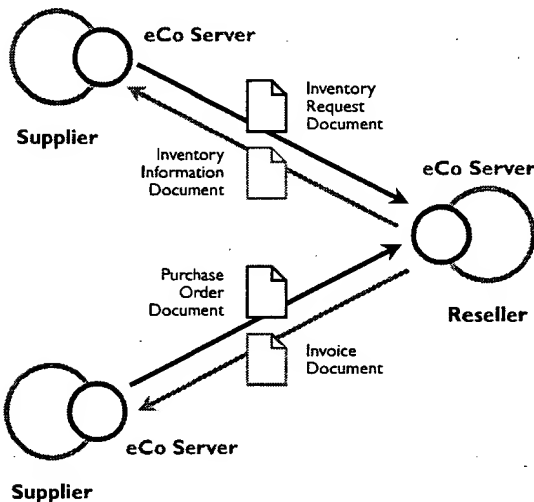 eCo Server
Inventory
Request
Document
Supplier
Inventory
Information
Document
eCo Server
Purchase
Order
Document
Reseller
Invoice
Document
eCo Server
Supplier